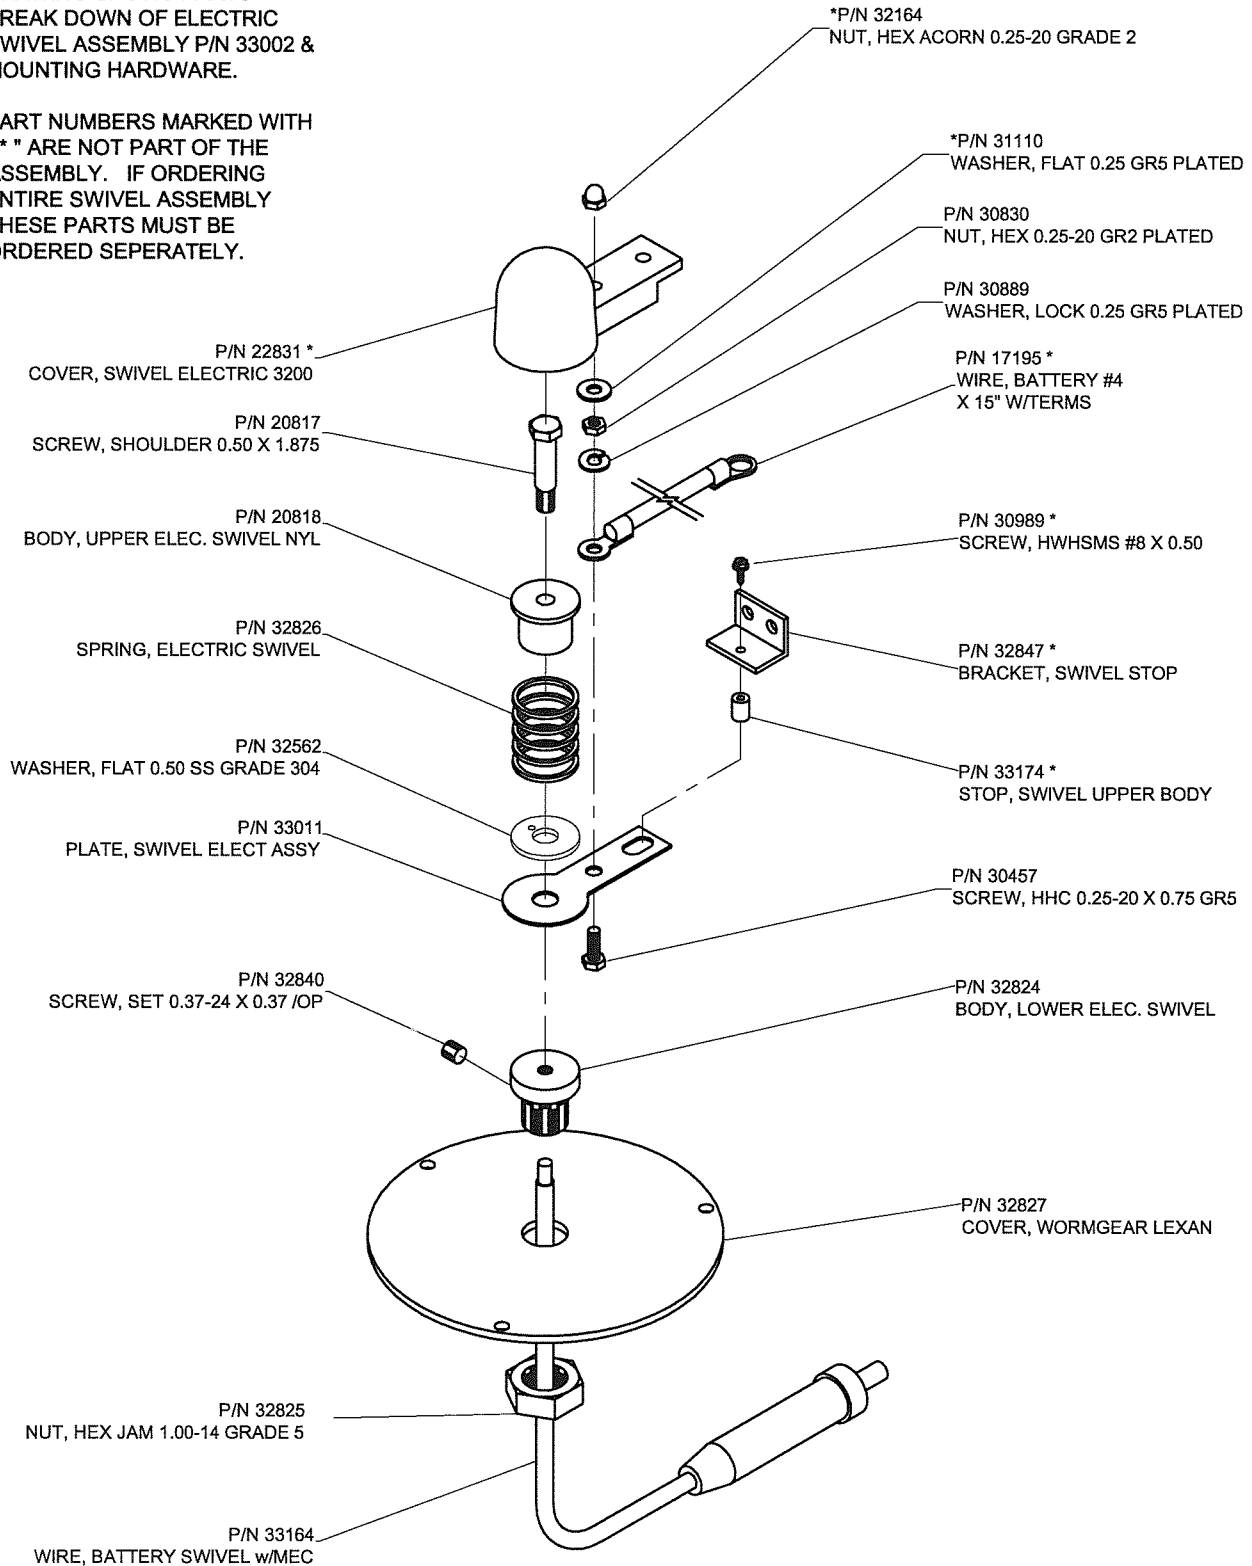 REAK DOWN OF ELECTRIC
WIVEL ASSEMBLY P/N 33002 &
OUNTING HARDWARE.
ART NUMBERS MARKED WITH
* " ARE NOT PART OF THE
SSEMBLY. IF ORDERING
NTIRE SWIVEL ASSEMBLY
HESE PARTS MUST BE
RDERED SEPERATELY.
*P/N 32164
NUT, HEX ACORN 0.25-20 GRADE 2
*P/N 31110
WASHER, FLAT 0.25 GR5 PLATED
P/N 30830
NUT, HEX 0.25-20 GR2 PLATED
P/N 30889
WASHER, LOCK 0.25 GR5 PLATED
P/N 22831 *
COVER, SWIVEL ELECTRIC 3200
P/N 17195 *
WIRE, BATTERY #4
X 15" W/TERMS
P/N 20817
SCREW, SHOULDER 0.50 X 1.875
P/N 20818
BODY, UPPER ELEC. SWIVEL NYL
P/N 30989 *
SCREW, HWHSMS #8 X 0.50
P/N 32826
SPRING, ELECTRIC SWIVEL
P/N 32847 *
BRACKET, SWIVEL STOP
P/N 32562
WASHER, FLAT 0.50 SS GRADE 304
P/N 33174 *
STOP, SWIVEL UPPER BODY
P/N 33011
PLATE, SWIVEL ELECT ASSY
P/N 30457
SCREW, HHC 0.25-20 X 0.75 GR5
P/N 32840
SCREW, SET 0.37-24 X 0.37 /OP
P/N 32824
BODY, LOWER ELEC. SWIVEL
P/N 32827
COVER, WORMGEAR LEXAN
P/N 32825
NUT, HEX JAM 1.00-14 GRADE 5
P/N 33164
WIRE, BATTERY SWIVEL w/MEC